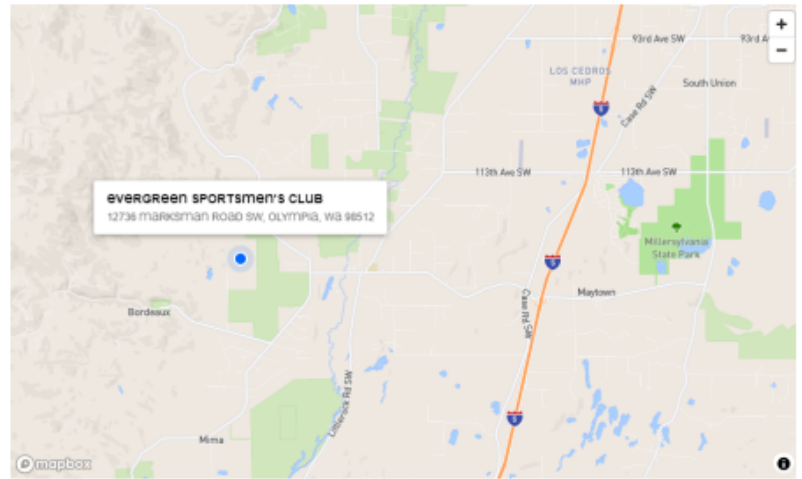 93rd Ave SW
93rd A
LOS CEDROS
MHP
South Union
5
Case Rd SW
113th Ave SW
113th Ave SW
EVERGREEN SPORTSMEN'S CLUB
12736 MARKSMAN ROAD SW, OLYMPIA, WA 98512
Millersylvania
State Park
5
Maytown
Bordeaux
Case Rd SW
Littlerock Rd SW
5
Mima
mapbox